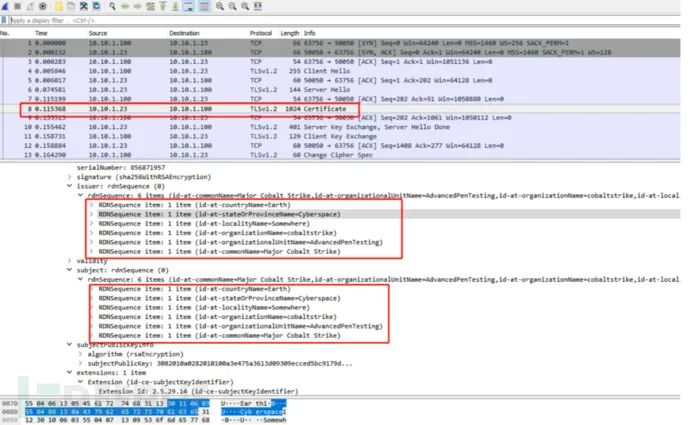 Apply a display filter ... <Ctrl-/>
No. Time Source Destination Protocol Length Info
1 0.000000 10.10.1.100 10.10.1.23 TCP 66 63756 → 50050 [SYN] Seq=0 Win=64240 Len=0 MSS=1460 WS=256 SACK_PERM=1
2 0.000232 10.10.1.23 10.10.1.100 TCP 66 50050 → 63756 [SYN, ACK] Seq=0 Ack=1 Win=64240 Len=0 MSS=1460 SACK_PERM=1 WS=128
3 0.000283 10.10.1.100 10.10.1.23 TCP 54 63756 → 50050 [ACK] Seq=1 Ack=1 Win=1051136 Len=0
4 0.005846 10.10.1.100 10.10.1.23 TLSv1.2 255 Client Hello
5 0.006017 10.10.1.23 10.10.1.100 TCP 60 50050 → 63756 [ACK] Seq=1 Ack=202 Win=64128 Len=0
6 0.074581 10.10.1.23 10.10.1.100 TLSv1.2 144 Server Hello
7 0.115199 10.10.1.100 10.10.1.23 TCP 54 63756 → 50050 [ACK] Seq=202 Ack=91 Win=1050880 Len=0
8 0.115368 10.10.1.23 10.10.1.100 TLSv1.2 1024 Certificate
10.10.1.100 10.10.1.23 TCP 54 63756 → 50050 [ACK] Seq=202 Ack=1061 Win=1050112 Len=0
10 0.155462 10.10.1.23 10.10.1.100 TLSv1.2 401 Server Key Exchange, Server Hello Done
11 0.158731 10.10.1.100 10.10.1.23 TLSv1.2 129 Client Key Exchange
12 0.158824 10.10.1.23 10.10.1.100 TCP 60 50050 → 63756 [ACK] Seq=1408 Ack=277 Win=64128 Len=0
13 0.164290 10.10.1.100 10.10.1.23 TLSv1.2 60 Change Cipher Spec
serialNumber: 856871957
signature (sha256WithRSAEncryption)
issuer: rdnSequence (0)
rdnSequence: 6 items (id-at-commonName=Major Cobalt Strike,id-at-organizationalUnitName=AdvancedPenTesting,id-at-organizationName=cobaltstrike,id-at-local
RDNSequence item: 1 item (id-at-countryName=Earth)
RDNSequence item: 1 item (id-at-stateOrProvinceName=Cyberspace)
RDNSequence item: 1 item (id-at-localityName=Somewhere)
RDNSequence item: 1 item (id-at-organizationName=cobaltstrike)
RDNSequence item: 1 item (id-at-organizationalUnitName=AdvancedPenTesting)
RDNSequence item: 1 item (id-at-commonName=Major Cobalt Strike)
validity
subject: rdnSequence (0)
rdnSequence: 6 items (id-at-commonName=Major Cobalt Strike,id-at-organizationalUnitName=AdvancedPenTesting,id-at-organizationName=cobaltstrike,id-at-loca
RDNSequence item: 1 item (id-at-countryName=Earth)
RDNSequence item: 1 item (id-at-stateOrProvinceName=Cyberspace)
RDNSequence item: 1 item (id-at-localityName=Somewhere)
RDNSequence item: 1 item (id-at-organizationName=cobaltstrike)
RDNSequence item: 1 item (id-at-organizationalUnitName=AdvancedPenTesting)
RDNSequence item: 1 item (id-at-commonName=Major Cobalt Strike)
subjectPublicKeyInfo
algorithm (rsaEncryption)
subjectPublicKey: 3082010a0282010100a3e475a3613d09309ecced5bc9179d...
extensions: 1 item
Extension (id-ce-subjectKeyIdentifier)
Extension Id: 2.5.29.14 (id-ce-subjectKeyIdentifier)
0070 55 04 06 13 05 45 61 72 74 68 31 13 30 11 06 03 U····Ear th1·0···
0080 55 04 08 13 0a 43 79 62 65 72 73 70 61 63 65 31 U····Cyb erspace1
0090 12 30 10 06 03 55 04 07 13 09 53 6f 6d 65 77 68 ·0···U·· ··Somewh